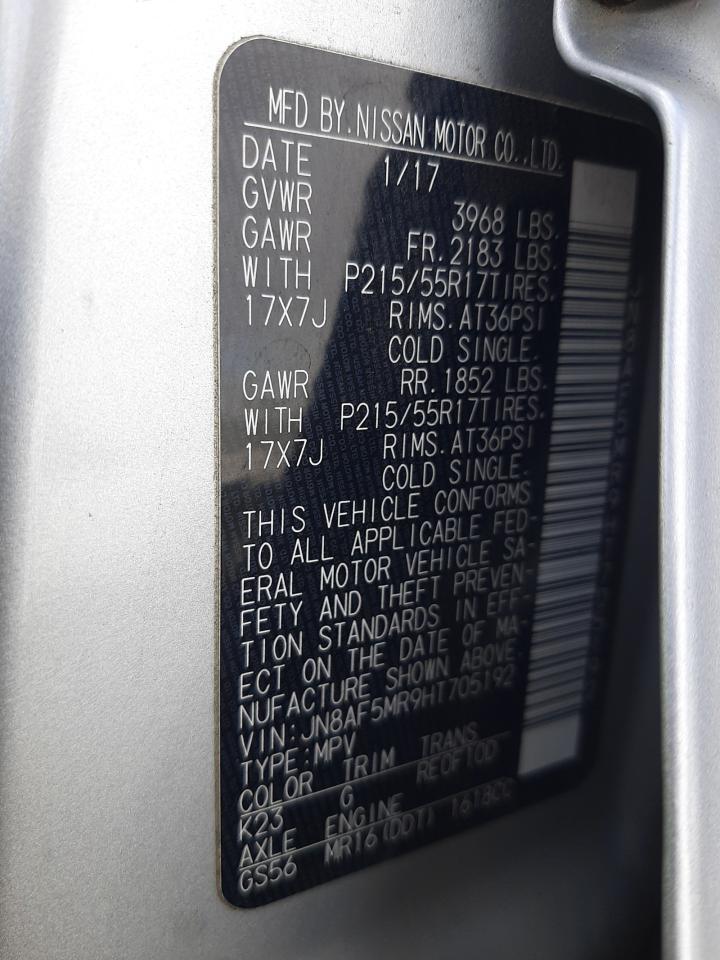 MFD BY.NISSAN MOTOR CO.,LTD.
DATE 1/17
GVWR 3968 LBS.
GAWR FR.2183 LBS.
WITH P215/55R17TIRES.
17X7J RIMS.AT36PSI
COLD SINGLE.
GAWR RR.1852 LBS.
WITH P215/55R17TIRES.
17X7J RIMS.AT36PSI
COLD SINGLE.
THIS VEHICLE CONFORMS
TO ALL APPLICABLE FED-
ERAL MOTOR VEHICLE SA-
FETY AND THEFT PREVEN-
TION STANDARDS IN EFF-
ECT ON THE DATE OF MA-
NUFACTURE SHOWN ABOVE.
VIN:JN8AF5MR9HT705192
TYPE:MPV
COLOR TRIM TRANS
K23 G RE0F10D
AXLE ENGINE
GS56 MR16(DDT) 1618CC